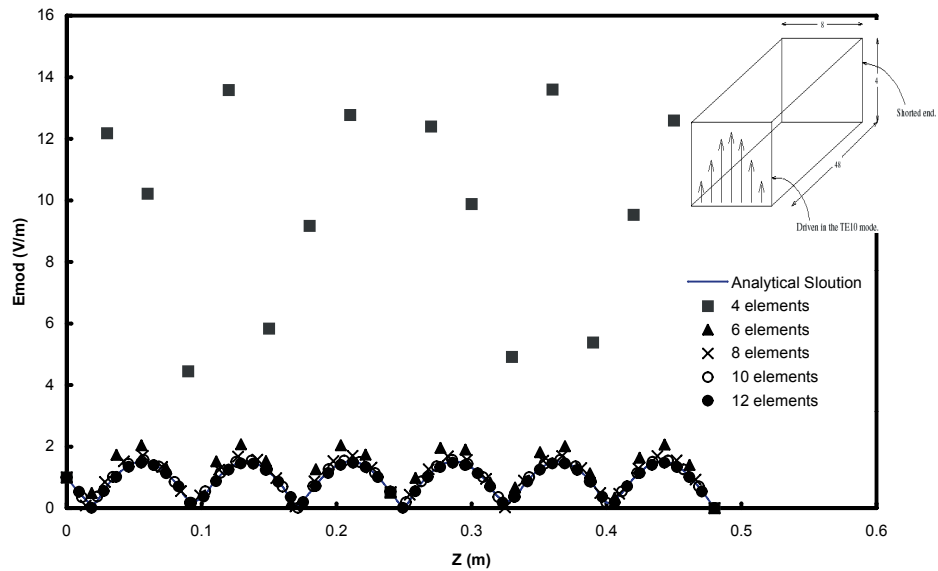 16
14
12
10
8
6
4
2
0
Emod (V/m)
0
0.1
0.2
0.3
0.4
0.5
0.6
Z (m)
8
4
48
Shorted end.
Driven in the TE10 mode.
Analytical Sloution
4 elements
6 elements
8 elements
10 elements
12 elements